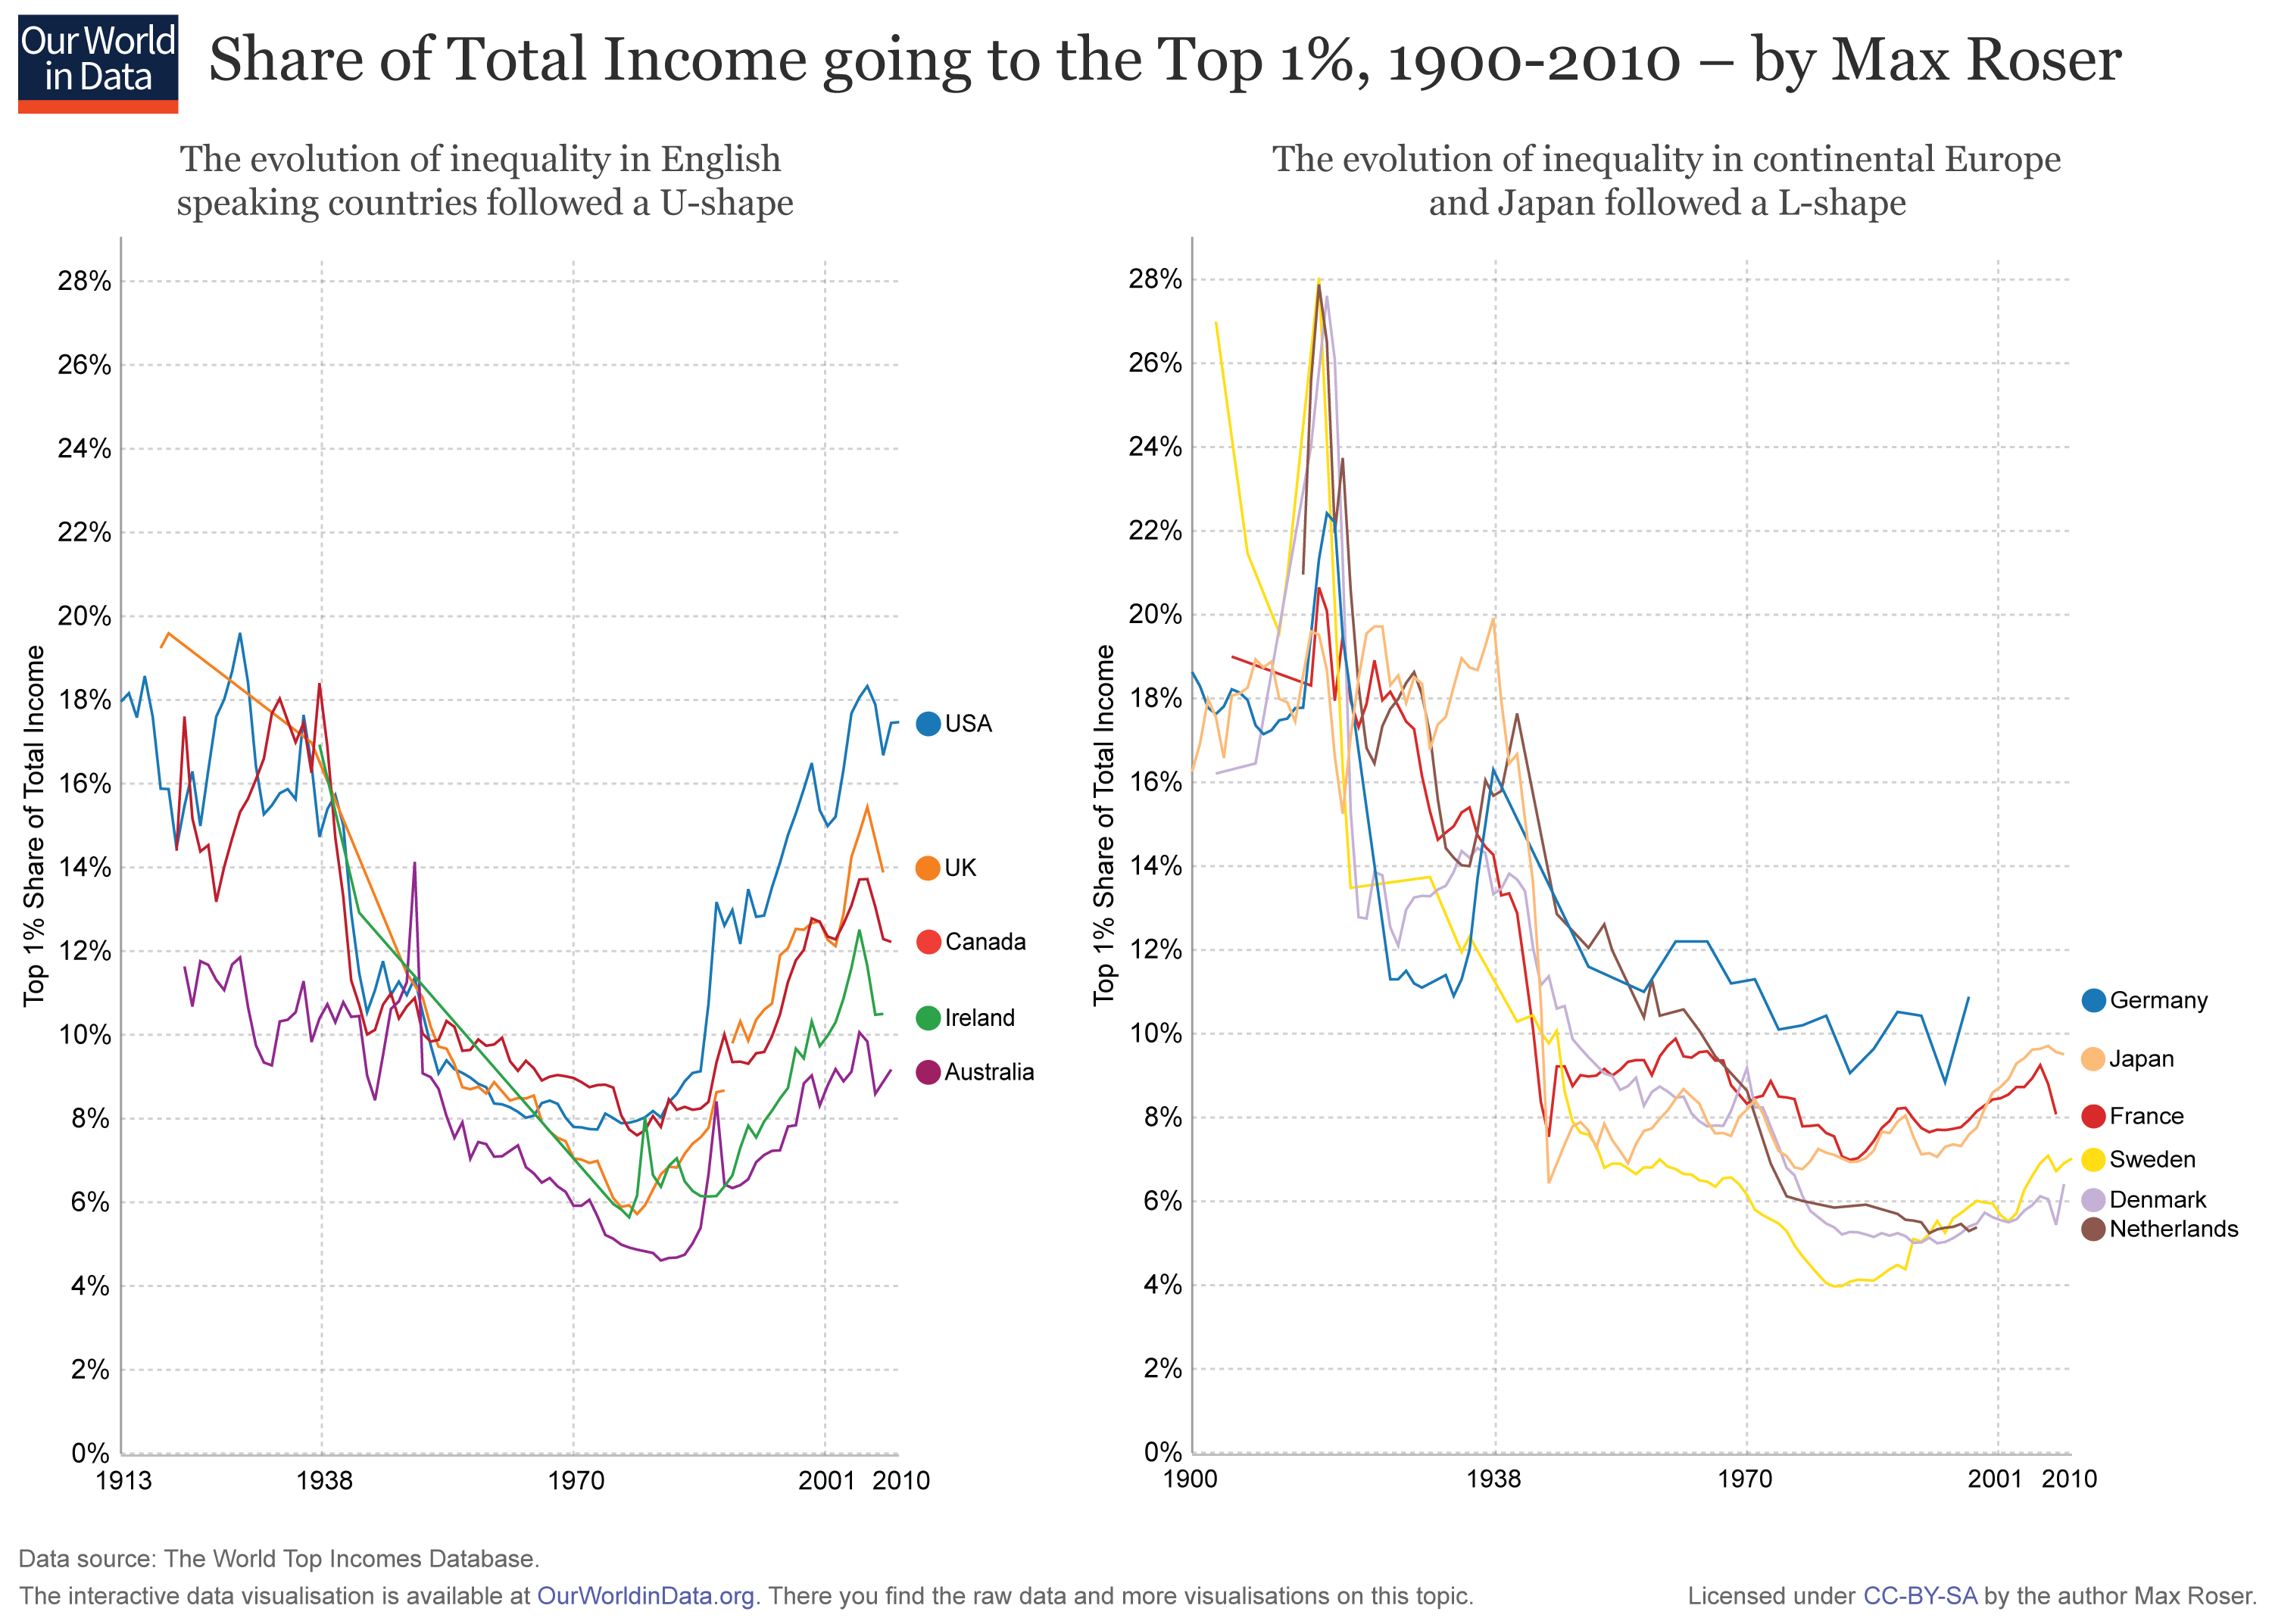 Our World
in Data
Share of Total Income going to the Top 1%, 1900-2010 – by Max Roser
The evolution of inequality in English
speaking countries followed a U-shape
Top 1% Share of Total Income
28%
26%
24%
22%
20%
18%
16%
14%
12%
10%
8%
6%
4%
2%
0%
1913 1938 1970 2001 2010
USA
UK
Canada
Ireland
Australia
The evolution of inequality in continental Europe
and Japan followed a L-shape
Top 1% Share of Total Income
28%
26%
24%
22%
20%
18%
16%
14%
12%
10%
8%
6%
4%
2%
0%
1900 1938 1970 2001 2010
Germany
Japan
France
Sweden
Denmark
Netherlands
Data source: The World Top Incomes Database.
The interactive data visualisation is available at OurWorldinData.org. There you find the raw data and more visualisations on this topic.
Licensed under CC-BY-SA by the author Max Roser.